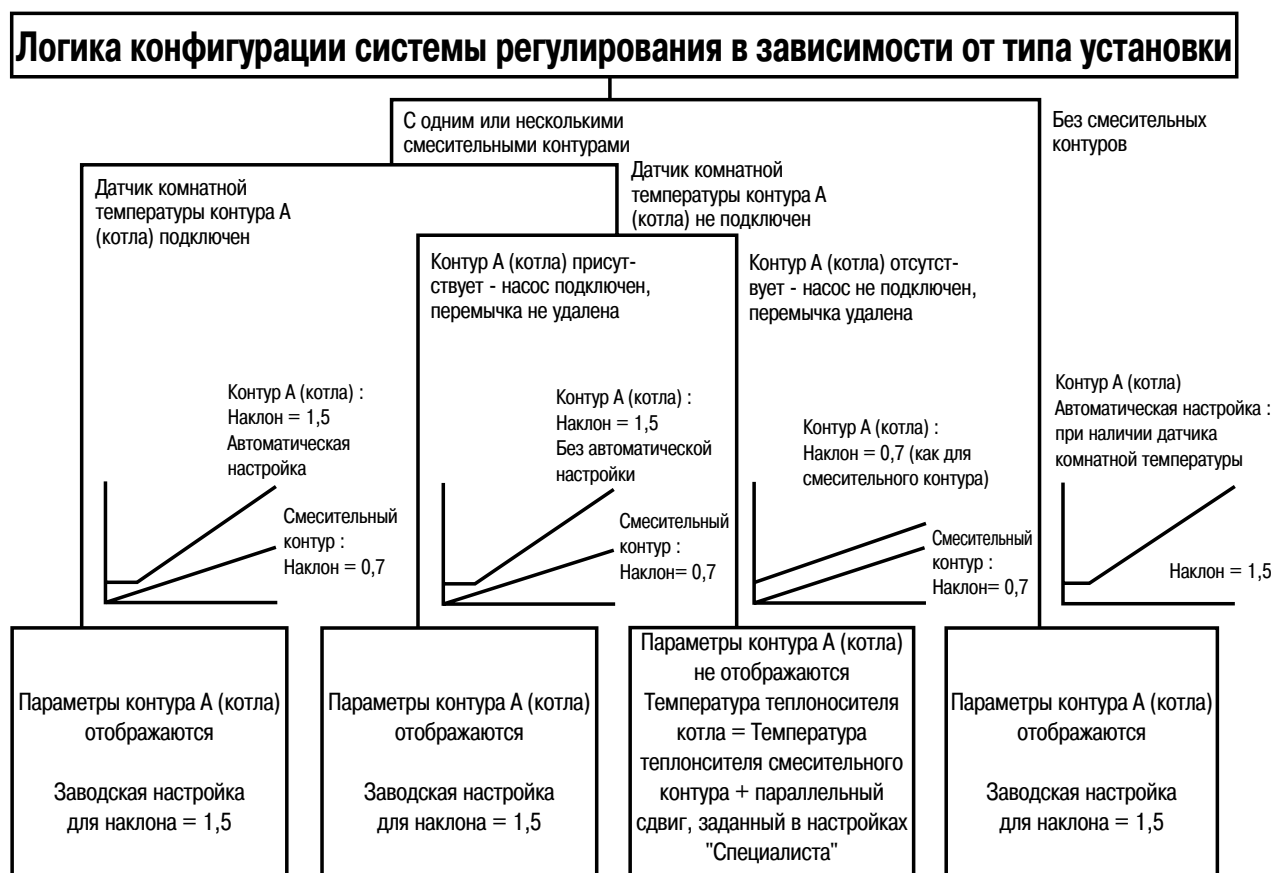 Логика конфигурации системы регулирования в зависимости от типа установки
С одним или несколькими
смесительными контурами
Без смесительных
контуров
Датчик комнатной
температуры контура А
(котла) подключен
Датчик комнатной
температуры контура А
(котла) не подключен
Контур А (котла) присут-
ствует - насос подключен,
перемычка не удалена
Контур А (котла) отсутст-
вует - насос не подключен,
перемычка удалена
Контур А (котла) :
Наклон = 1,5
Автоматическая
настройка
Смесительный
контур :
Наклон = 0,7
Контур А (котла) :
Наклон = 1,5
Без автоматической
настройки
Смесительный
контур :
Наклон= 0,7
Контур А (котла) :
Наклон = 0,7 (как для
смесительного контура)
Смесительный
контур :
Наклон= 0,7
Контур А (котла)
Автоматическая настройка :
при наличии датчика
комнатной температуры
Наклон = 1,5
Параметры контура А (котла)
отображаются
Заводская настройка
для наклона = 1,5
Параметры контура А (котла)
отображаются
Заводская настройка
для наклона = 1,5
Параметры контура А (котла)
не отображаются
Температура теплоносителя
котла = Температура
теплонсителя смесительного
контура + параллельный
сдвиг, заданный в настройках
"Специалиста"
Параметры контура А (котла)
отображаются
Заводская настройка
для наклона = 1,5